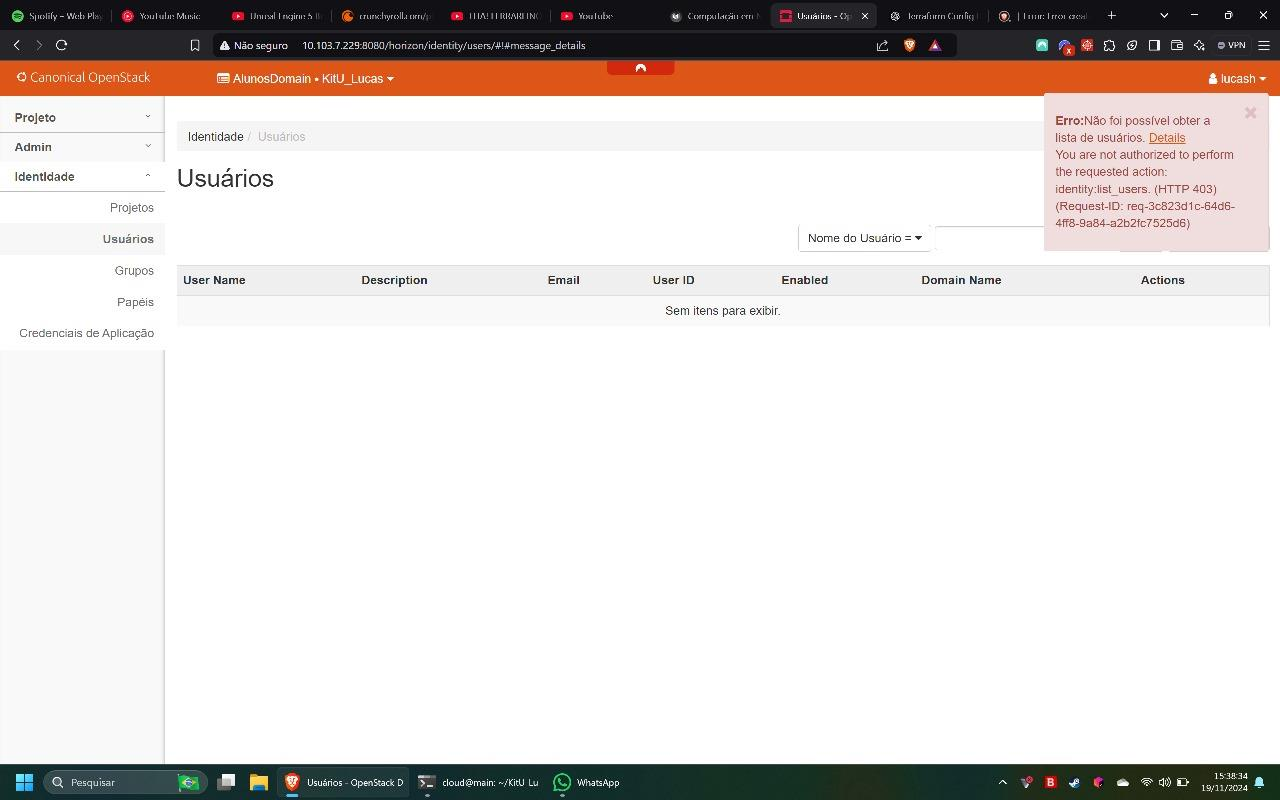 Spotify – Web Play
YouTube Music
Unreal Engine 5 B
crunchyroll.com/p
YouTube
Computação em N
Usuários - Op
Terraform Config
Error: Error creat
Não seguro
10.103.7.229:8080/horizon/identity/users/#!#message_details
VPN
Canonical OpenStack
AlunosDomain • KitU_Lucas
lucash
Projeto
Admin
Identidade
Projetos
Usuários
Grupos
Papéis
Credenciais de Aplicação
Identidade / Usuários
Usuários
Erro:Não foi possível obter a
lista de usuários. Details
You are not authorized to perform
the requested action:
identity:list_users. (HTTP 403)
(Request-ID: req-3c823d1c-64d6-
4ff8-9a84-a2b2fc7525d6)
Nome do Usuário =
User Name Description Email User ID Enabled Domain Name Actions
Sem itens para exibir.
Pesquisar
Usuários - OpenStack D
cloud@main: ~/KitU_Lu
WhatsApp
15:38:34
19/11/2024